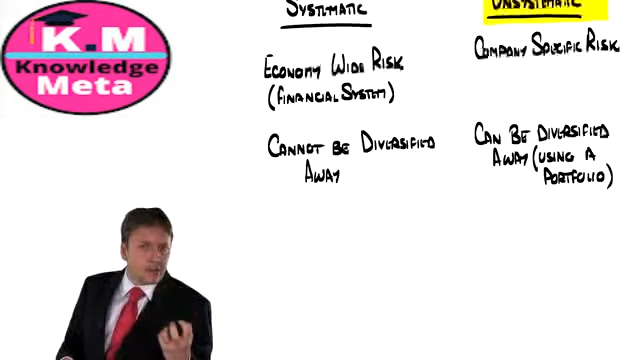 K.M
Knowledge
Meta
SYSTEMATIC
ECONOMY WIDE RISK
(FINANCIAL SYSTEM)
CANNOT BE DIVERSIFIED
AWAY
UNSYSTEMATIC
COMPANY SPECIFIC RISK
CAN BE DIVERSIFIED
AWAY (USING A
PORTFOLIO)